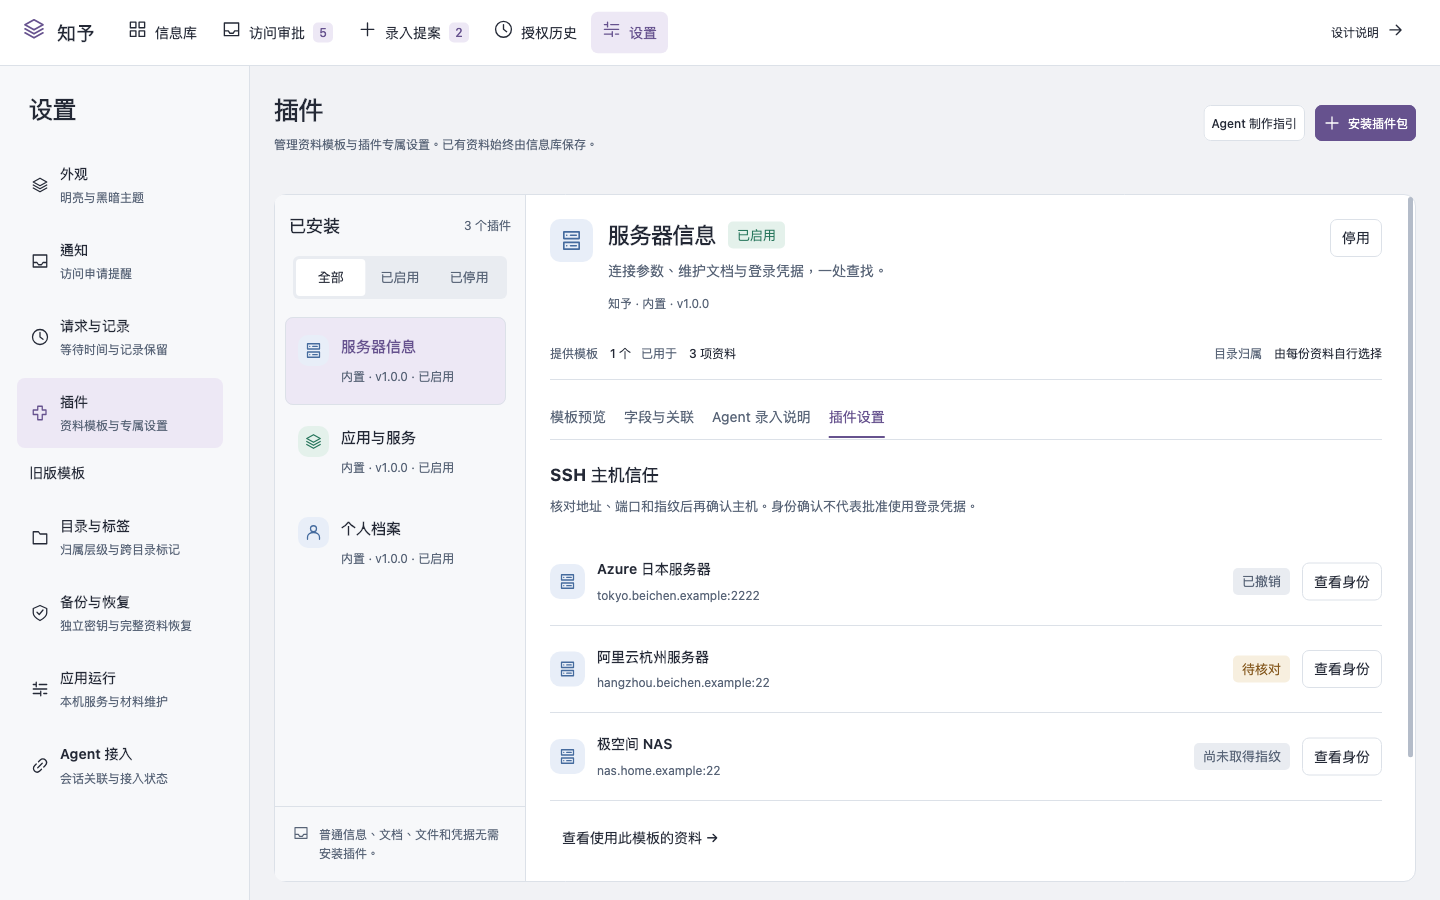 知予
信息库
访问审批 5
录入提案 2
授权历史
设置
设计说明 →
设置
外观
明亮与黑暗主题
通知
访问申请提醒
请求与记录
等待时间与记录保留
插件
资料模板与专属设置
旧版模板
目录与标签
归属层级与跨目录标记
备份与恢复
独立密钥与完整资料恢复
应用运行
本机服务与材料维护
Agent 接入
会话关联与接入状态
插件
管理资料模板与插件专属设置。已有资料始终由信息库保存。
Agent 制作指引
安装插件包
已安装
3 个插件
全部
已启用
已停用
服务器信息
内置 · v1.0.0 · 已启用
应用与服务
内置 · v1.0.0 · 已启用
个人档案
内置 · v1.0.0 · 已启用
普通信息、文档、文件和凭据无需
安装插件。
服务器信息 已启用
停用
连接参数、维护文档与登录凭据，一处查找。
知予 · 内置 · v1.0.0
提供模板 1 个 已用于 3 项资料
目录归属 由每份资料自行选择
模板预览
字段与关联
Agent 录入说明
插件设置
SSH 主机信任
核对地址、端口和指纹后再确认主机。身份确认不代表批准使用登录凭据。
Azure 日本服务器
tokyo.beichen.example:2222
已撤销
查看身份
阿里云杭州服务器
hangzhou.beichen.example:22
待核对
查看身份
极空间 NAS
nas.home.example:22
尚未取得指纹
查看身份
查看使用此模板的资料 →